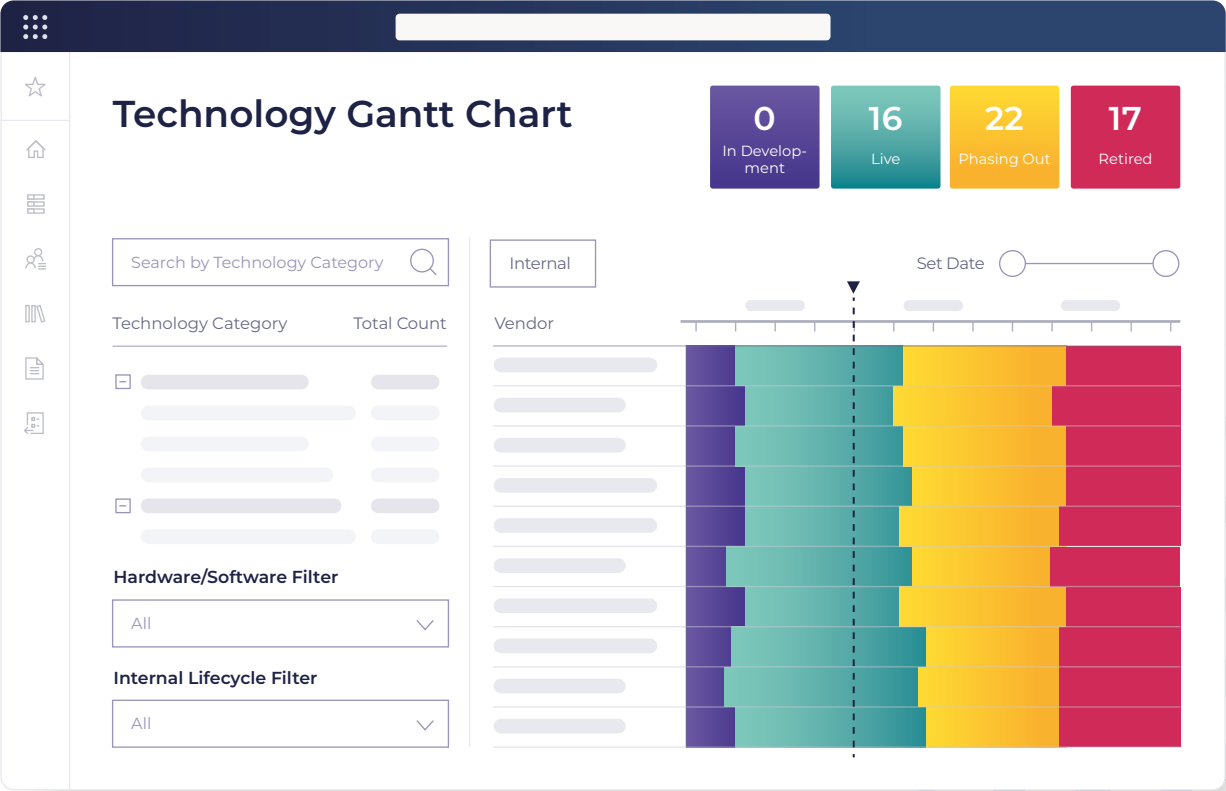 Technology Gantt Chart
0
In Develop-
ment
16
Live
22
Phasing Out
17
Retired
Search by Technology Category
Technology Category
Total Count
Hardware/Software Filter
All
Internal Lifecycle Filter
All
Internal
Set Date
Vendor